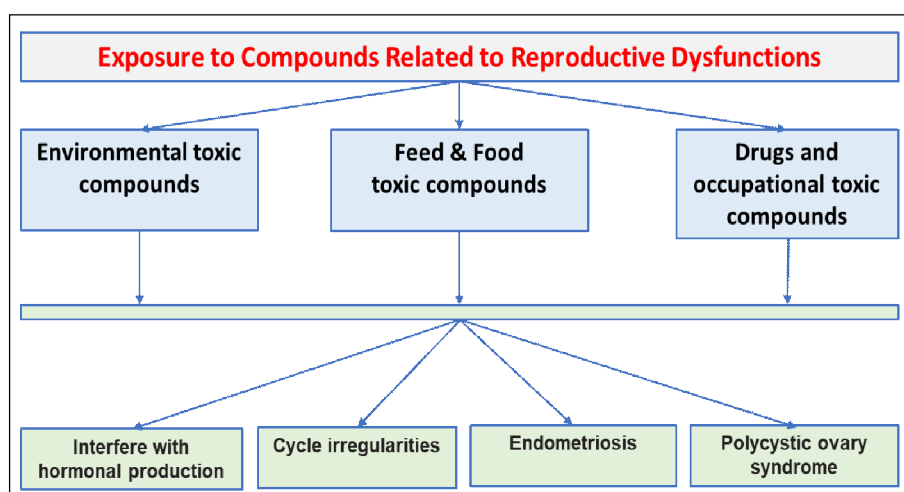 Exposure to Compounds Related to Reproductive Dysfunctions
Environmental toxic
compounds
Feed & Food
toxic compounds
Drugs and
occupational toxic
compounds
Interfere with
hormonal production
Cycle irregularities
Endometriosis
Polycystic ovary
syndrome